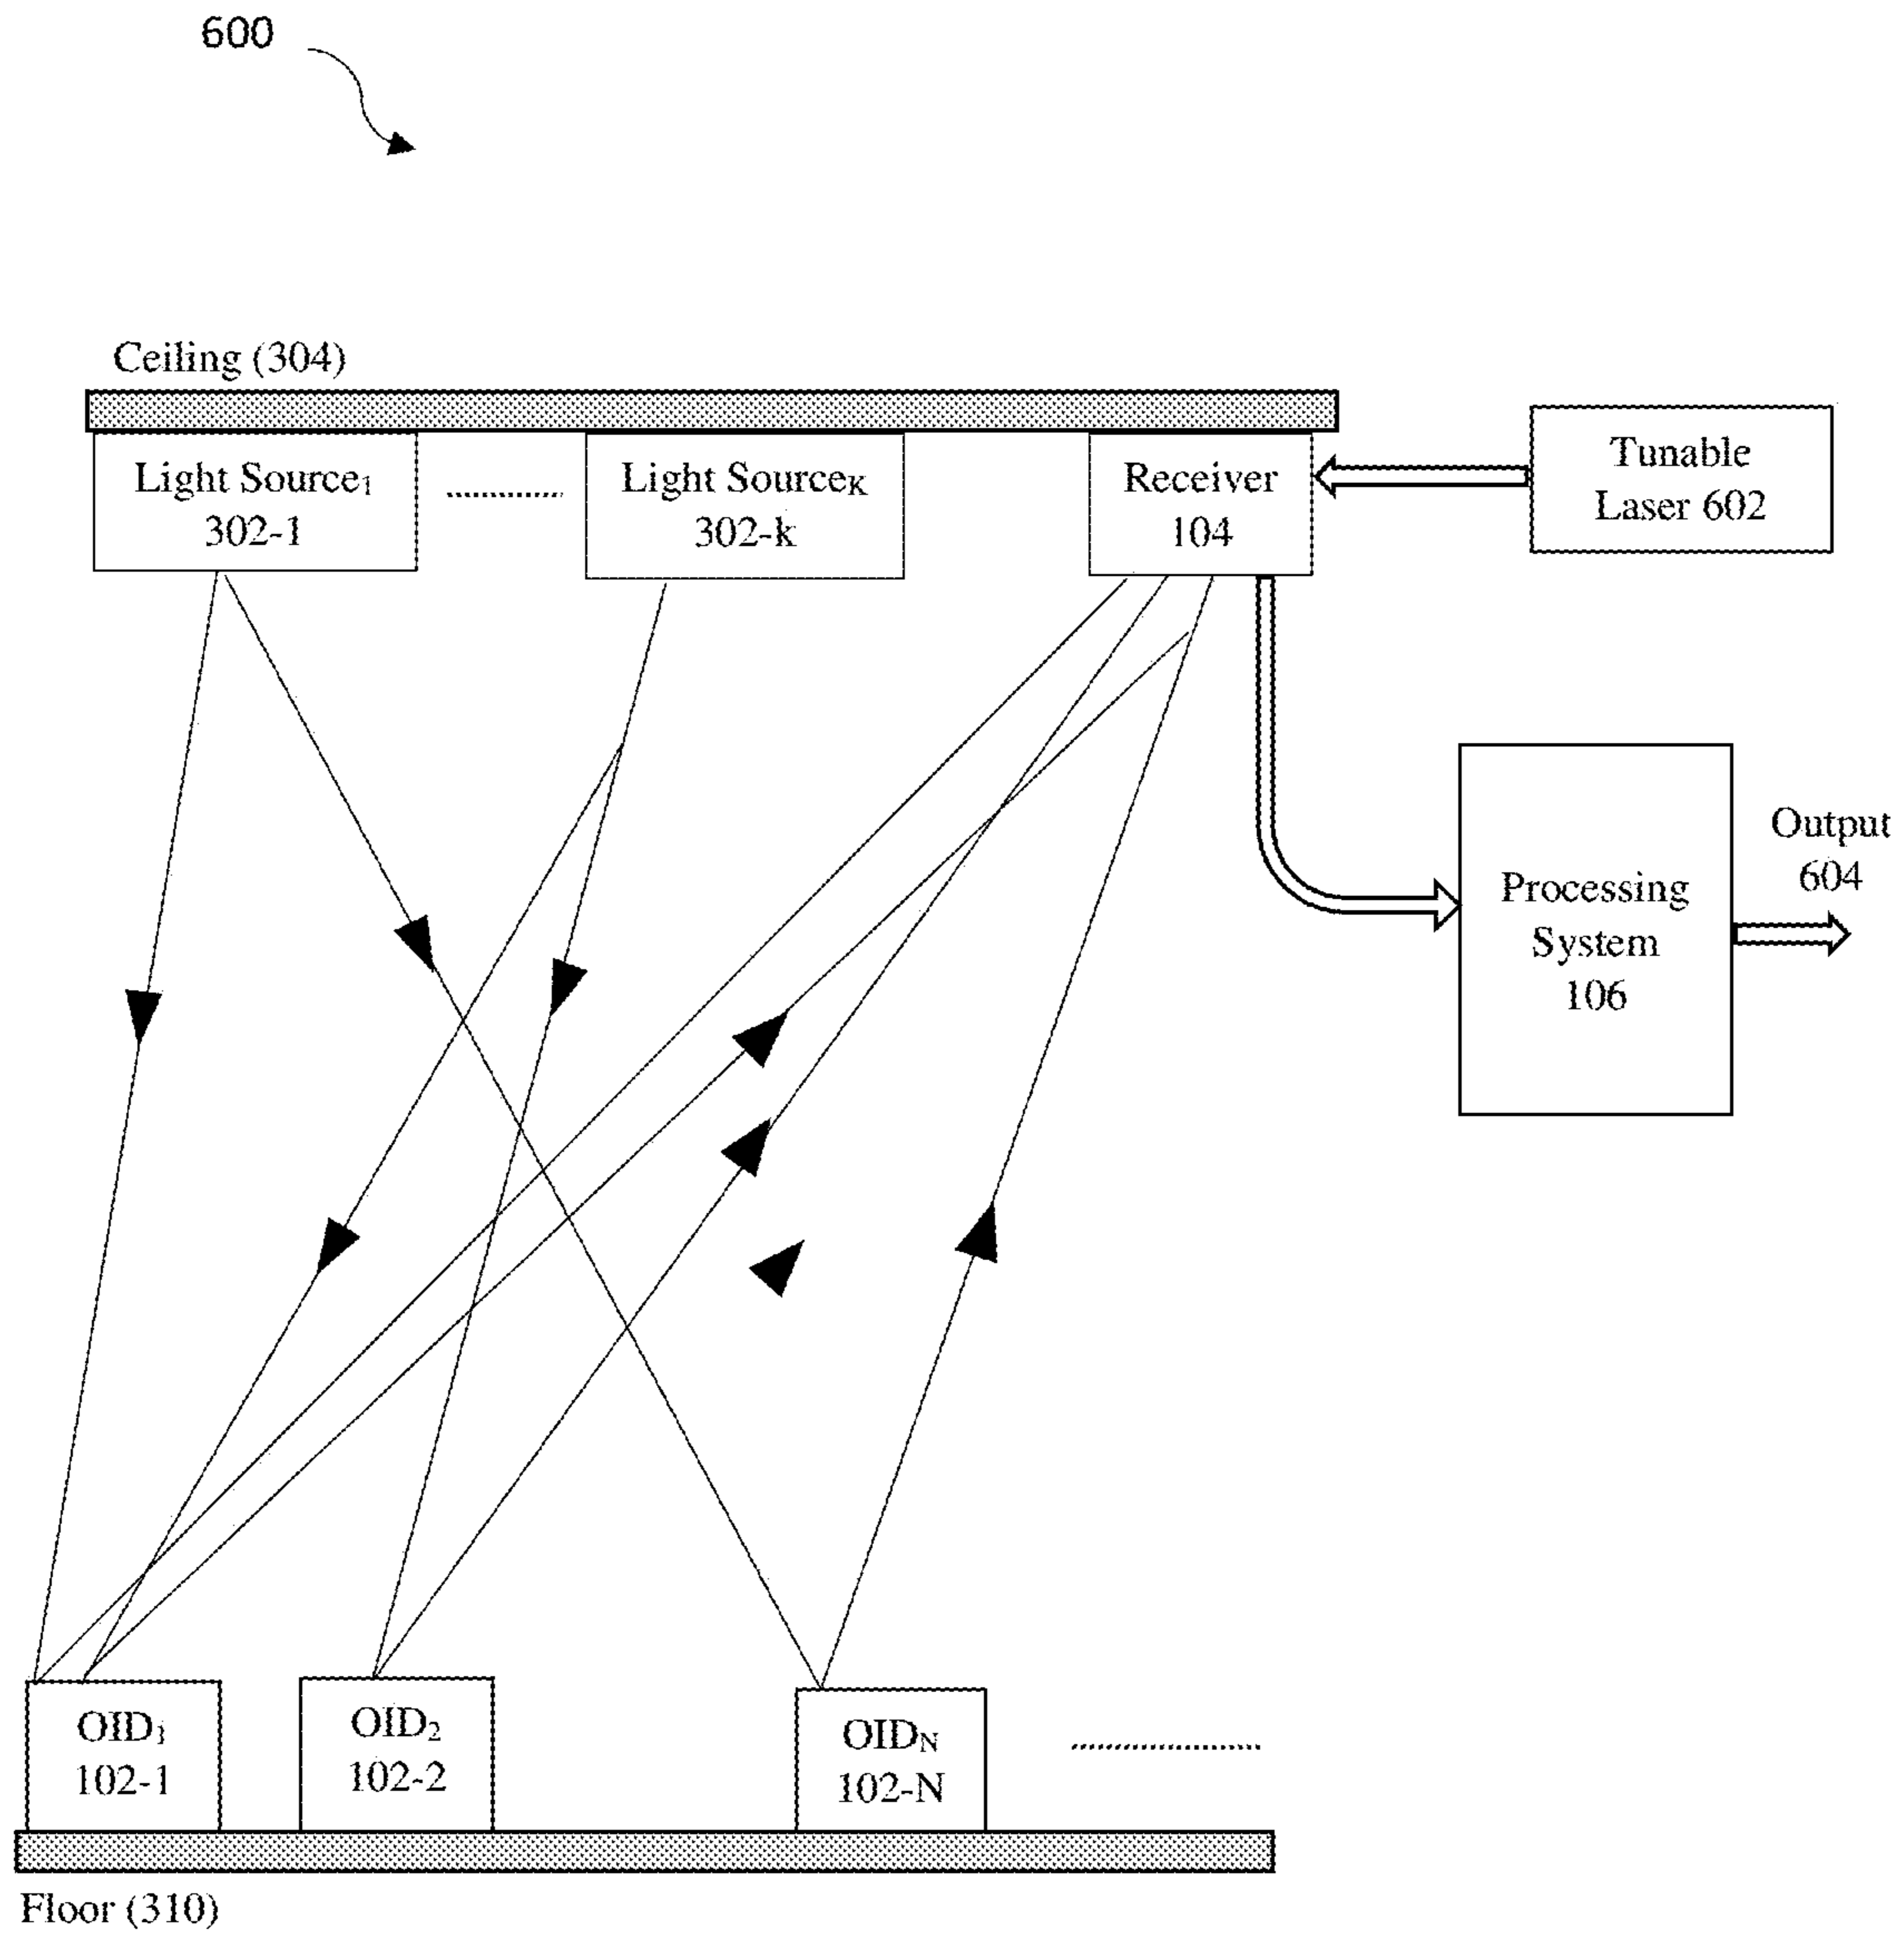 600
Ceiling (304)
Light Source₁
302-1
Light Sourceₖ
302-k
Receiver
104
Tunable
Laser 602
Processing
System
106
Output
604
OID₁
102-1
OID₂
102-2
OID_N
102-N
Floor (310)